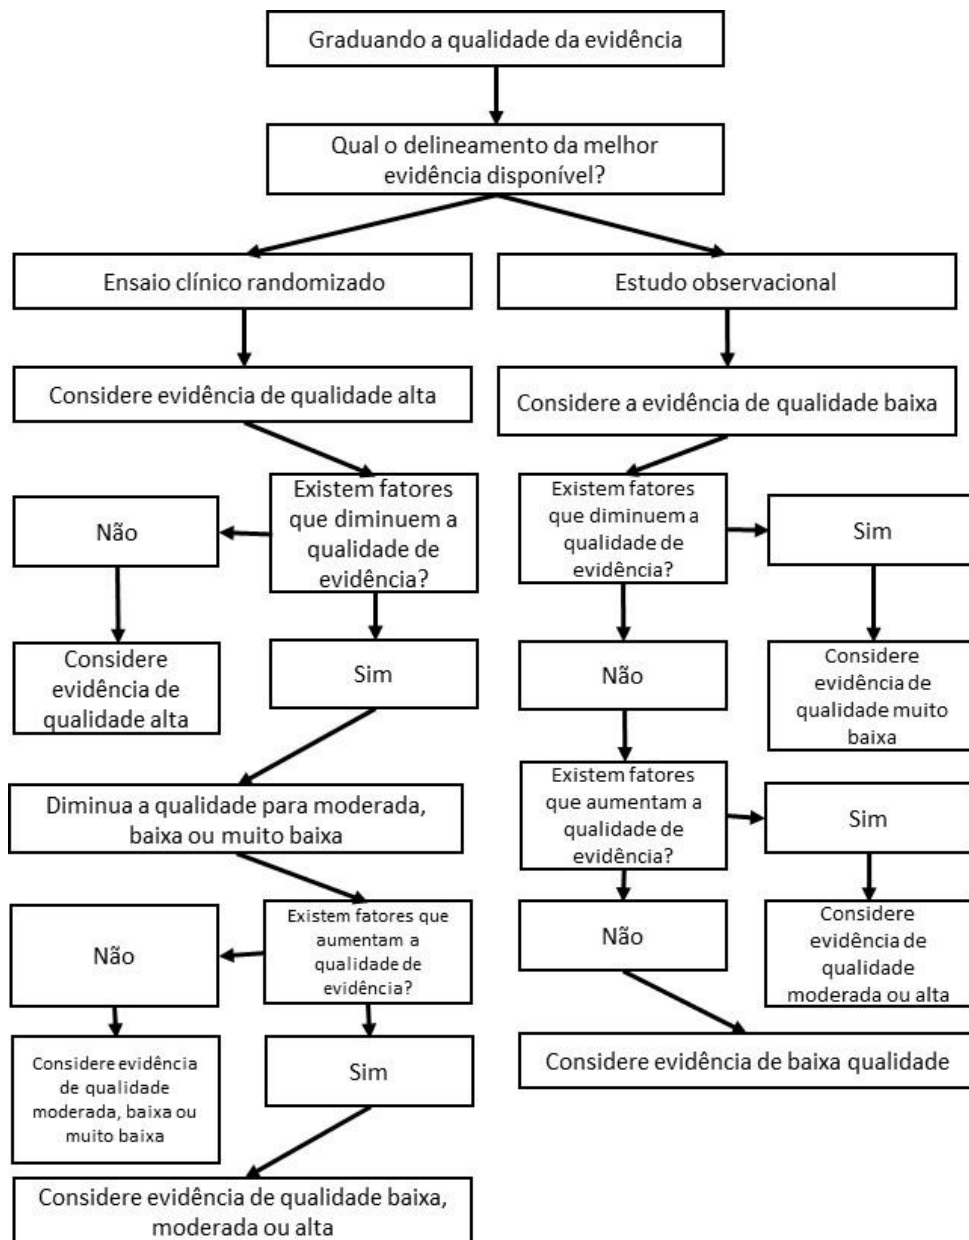 Graduando a qualidade da evidência
Qual o delineamento da melhor
evidência disponível?
Ensaio clínico randomizado
Estudo observacional
Considere evidência de qualidade alta
Considere a evidência de qualidade baixa
Existem fatores
que diminuem a
qualidade de
evidência?
Não
Considere
evidência de
qualidade alta
Sim
Diminua a qualidade para moderada,
baixa ou muito baixa
Existem fatores que
aumentam a
qualidade de
evidência?
Não
Considere evidência
de qualidade
moderada, baixa ou
muito baixa
Sim
Considere evidência de qualidade baixa,
moderada ou alta
Existem fatores
que diminuem a
qualidade de
evidência?
Sim
Considere
evidência de
qualidade muito
baixa
Não
Existem fatores
que aumentam a
qualidade de
evidência?
Sim
Considere
evidência de
qualidade
moderada ou alta
Não
Considere evidência de baixa qualidade